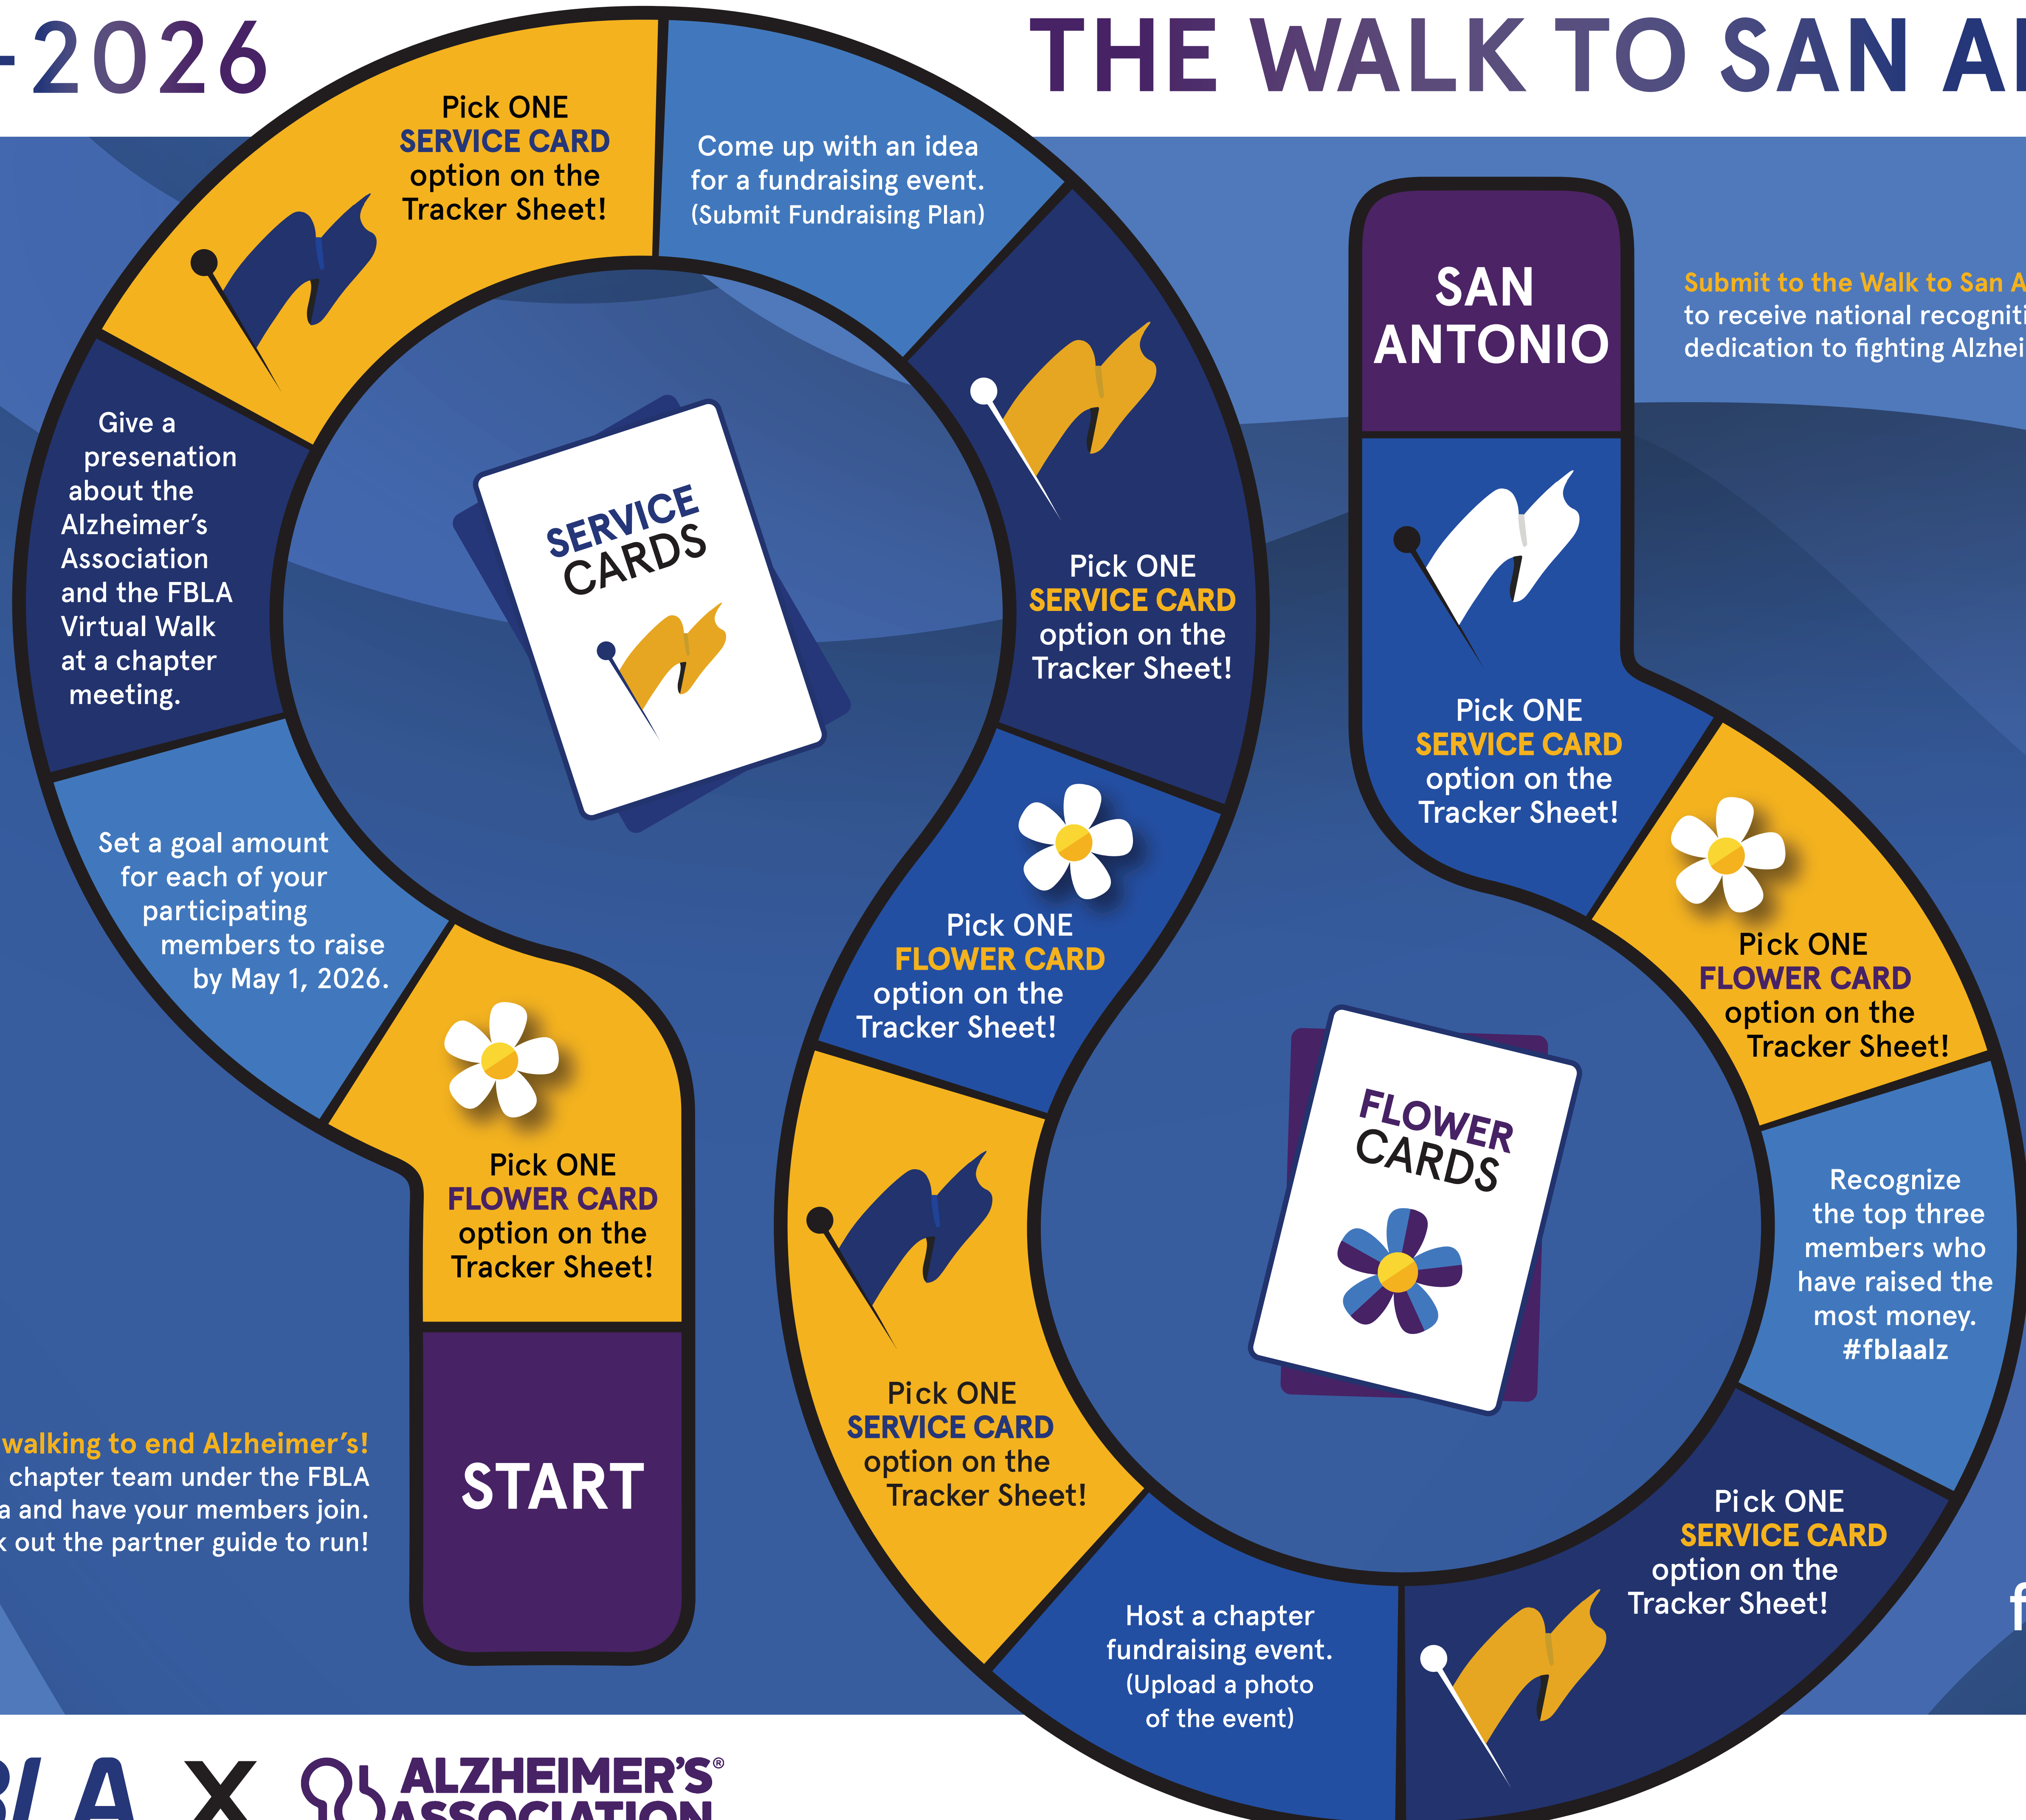 -2026
THE WALK TO SAN
Pick ONE
SERVICE CARD
option on the
Tracker Sheet!
Come up with an idea
for a fundraising event.
(Submit Fundraising Plan)
Give a
presenation
about the
Alzheimer's
Association
and the FBLA
Virtual Walk
at a chapter
meeting.
SERVICE
CARDS
Pick ONE
SERVICE CARD
option on the
Tracker Sheet!
SAN
ANTONIO
Submit to the Walk to San
to receive national
dedication to fighting
Pick ONE
SERVICE CARD
option on the
Tracker Sheet!
Set a goal amount
for each of your
participating
members to raise
by May 1, 2026.
Pick ONE
FLOWER CARD
option on the
Tracker Sheet!
Pick ONE
FLOWER CARD
option on the
Tracker Sheet!
Pick ONE
FLOWER CARD
option on the
Tracker Sheet!
FLOWER
CARDS
Recognize
the top three
members who
have raised the
most money.
#fblaalz
Pick ONE
SERVICE CARD
option on the
Tracker Sheet!
walking to end Alzheimer's!
chapter team under the FBLA
and have your members join.
out the partner guide to run!
START
Pick ONE
SERVICE CARD
option on the
Tracker Sheet!
Host a chapter
fundraising event.
(Upload a photo
of the event)
X
ALZHEIMER'S®
ASSOCIATION